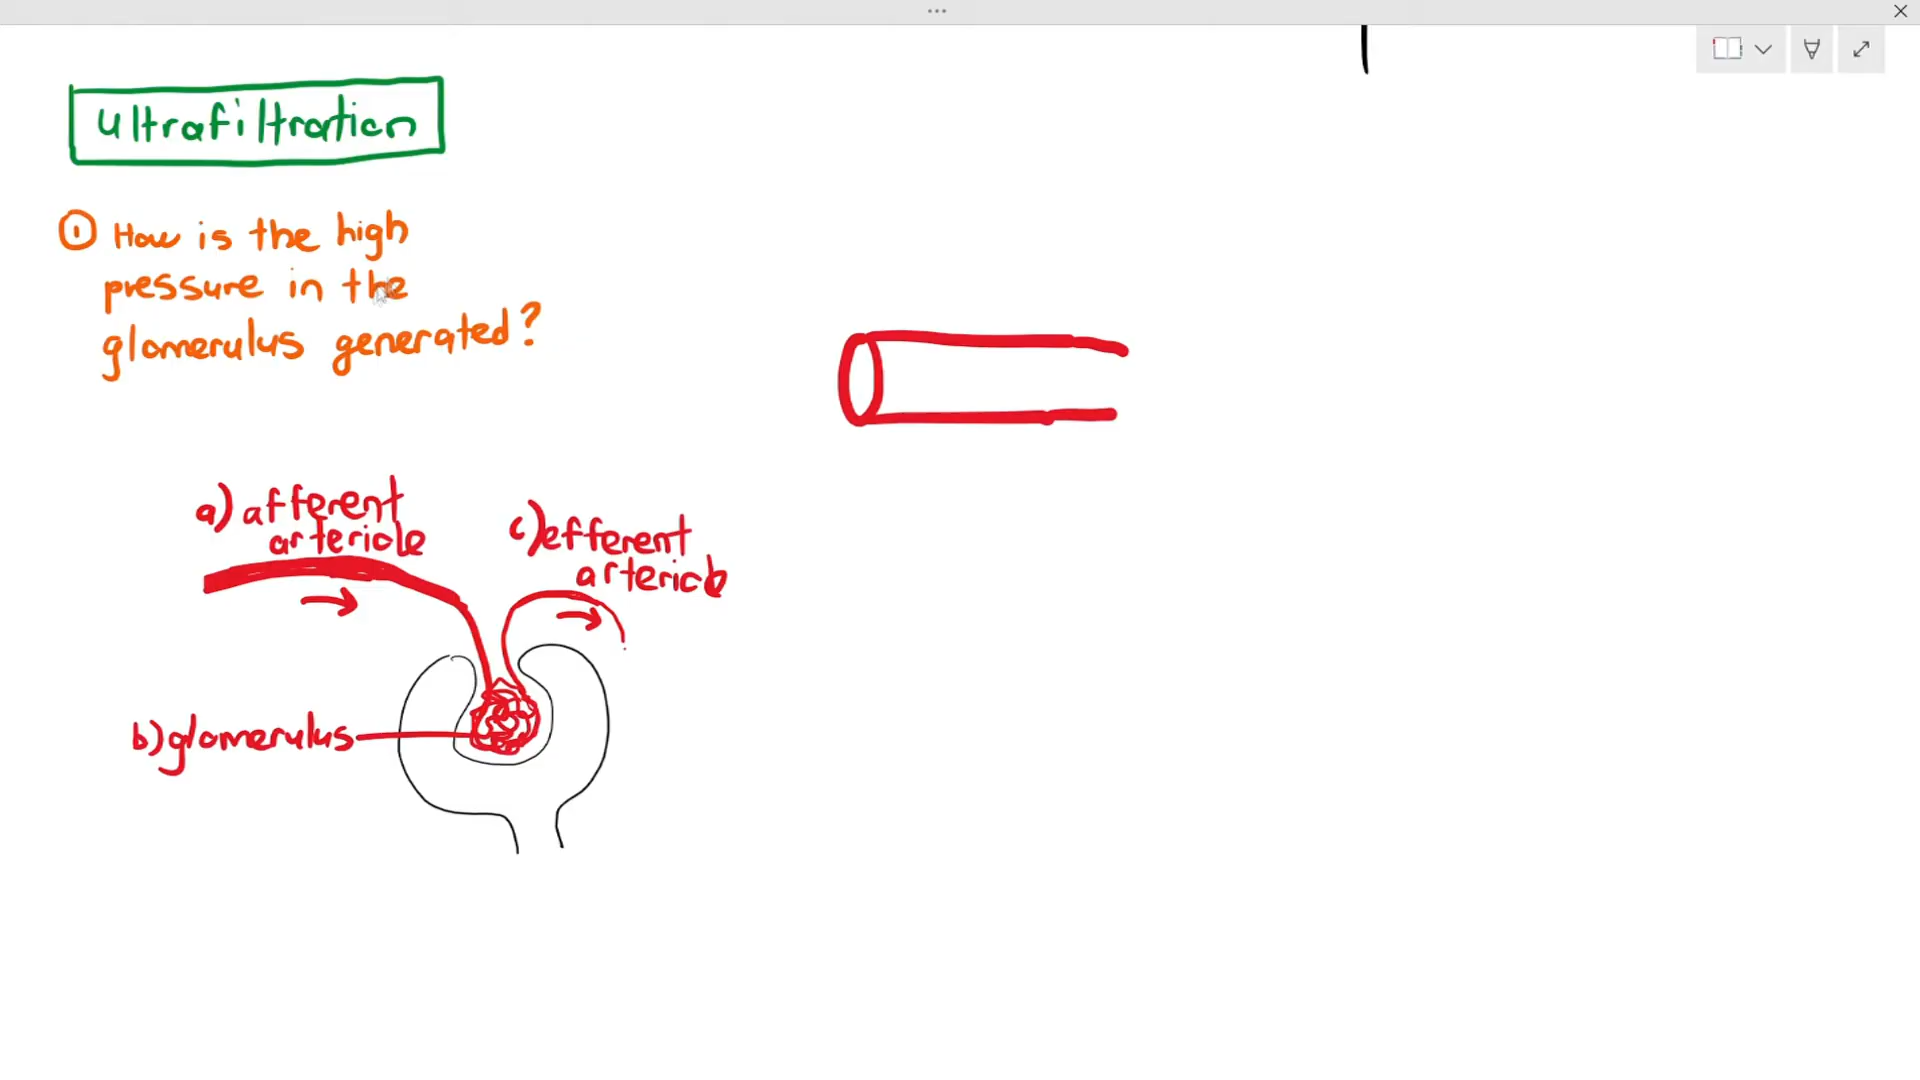 Ultrafiltration
① How is the high
pressure in the
glomerulus generated?
a) afferent
arteriole
c) efferent
arteriole
b) glomerulus